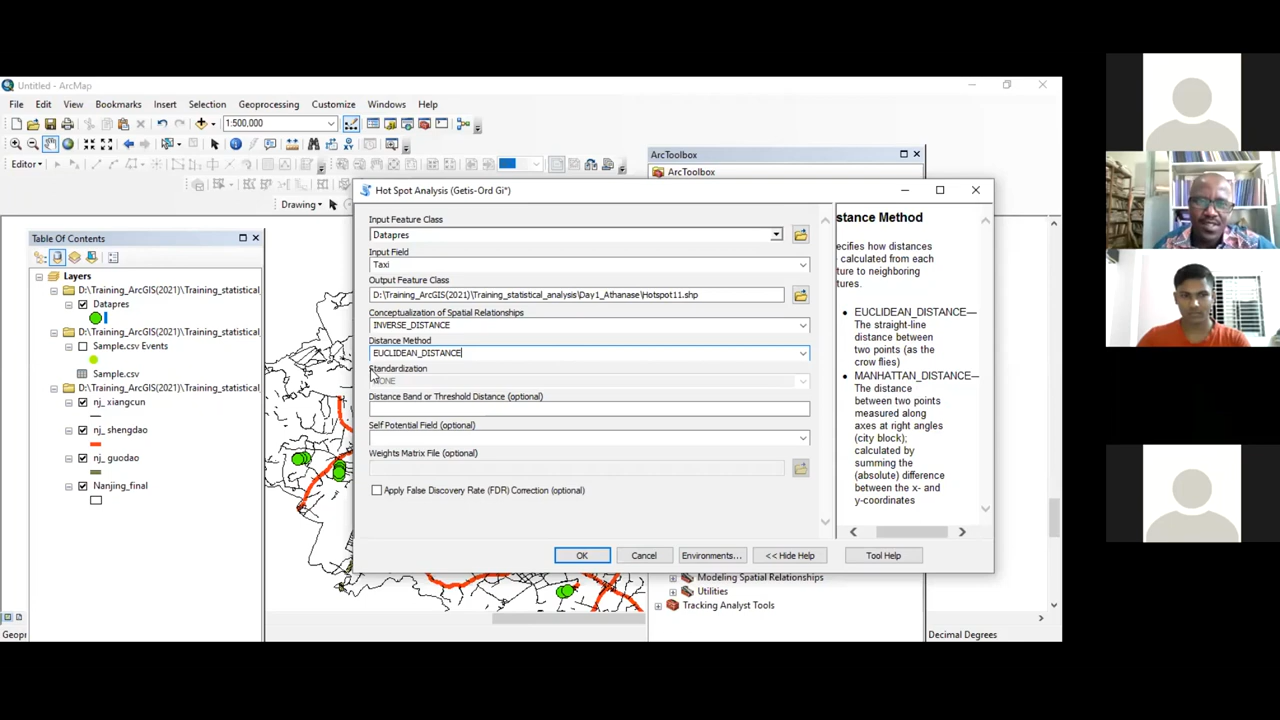 Untitled - ArcMap
File Edit View Bookmarks Insert Selection Geoprocessing Customize Windows Help
1:500,000
Editor
Drawing
ArcToolbox
ArcToolbox
Table Of Contents
Layers
D:\Training_ArcGIS(2021)\Training_statistical_
Datapres
D:\Training_ArcGIS(2021)\Training_statistical_
Sample.csv Events
Sample.csv
D:\Training_ArcGIS(2021)\Training_statistical_
nj_xiangcun
nj_shengdao
nj_guodao
Nanjing_final
Hot Spot Analysis (Getis-Ord Gi*)
Input Feature Class
Datapres
Input Field
Taxi
Output Feature Class
D:\Training_ArcGIS(2021)\Training_statistical_analysis\Day1_Athanase\Hotspot11.shp
Conceptualization of Spatial Relationships
INVERSE_DISTANCE
Distance Method
EUCLIDEAN_DISTANCE
Standardization
NONE
Distance Band or Threshold Distance (optional)
Self Potential Field (optional)
Weights Matrix File (optional)
Apply False Discovery Rate (FDR) Correction (optional)
OK Cancel Environments... << Hide Help Tool Help
stance Method
ecifies how distances
calculated from each
ture to neighboring
tures.
• EUCLIDEAN_DISTANCE—
The straight-line
distance between
two points (as the
crow flies)
• MANHATTAN_DISTANCE—
The distance
between two points
measured along
axes at right angles
(city block);
calculated by
summing the
(absolute) difference
between the x- and
y-coordinates
Modeling Spatial Relationships
Utilities
Tracking Analyst Tools
Geopr
Decimal Degrees